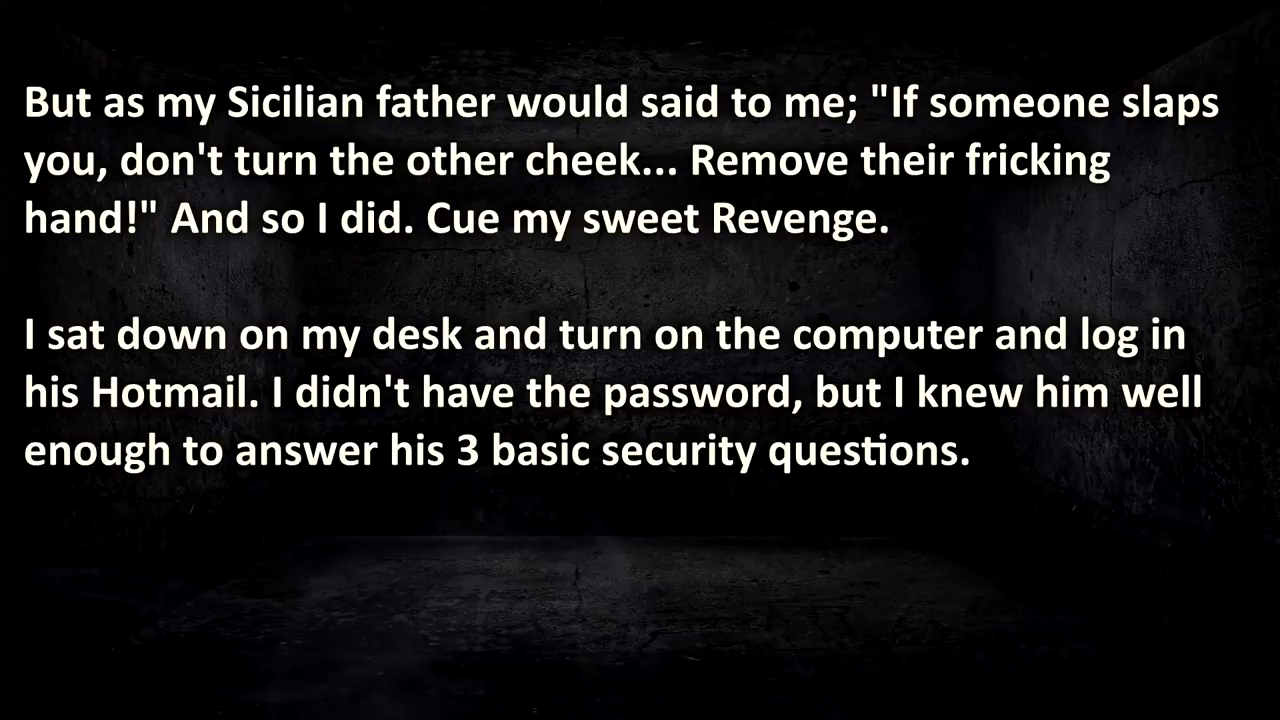 But as my Sicilian father would said to me; "If someone slaps
you, don't turn the other cheek... Remove their fricking
hand!" And so I did. Cue my sweet Revenge.
I sat down on my desk and turn on the computer and log in
his Hotmail. I didn't have the password, but I knew him well
enough to answer his 3 basic security questions.